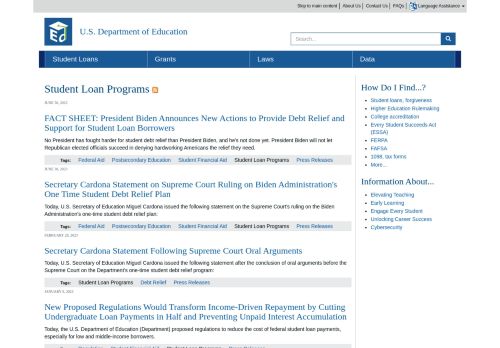 Skip to main content | About Us | Contact Us | FAQs | Language Assistance
U.S. Department of Education
Search...
Student Loans
Grants
Laws
Data
Student Loan Programs
JUNE 30, 2023
FACT SHEET: President Biden Announces New Actions to Provide Debt Relief and
Support for Student Loan Borrowers
No President has fought harder for student debt relief than President Biden, and he's not done yet. President Biden will not let
Republican elected officials succeed in denying hardworking Americans the relief they need.
Tags: Federal Aid Postsecondary Education Student Financial Aid Student Loan Programs Press Releases
JUNE 30, 2023
Secretary Cardona Statement on Supreme Court Ruling on Biden Administration's
One Time Student Debt Relief Plan
Today, U.S. Secretary of Education Miguel Cardona issued the following statement on the Supreme Court's ruling on the Biden
Administration's one-time student debt relief plan:
Tags: Federal Aid Postsecondary Education Student Financial Aid Student Loan Programs Press Releases
FEBRUARY 28, 2023
Secretary Cardona Statement Following Supreme Court Oral Arguments
Today, U.S. Secretary of Education Miguel Cardona issued the following statement after the conclusion of oral arguments before the
Supreme Court on the Department's one-time student debt relief program:
Tags: Student Loan Programs Debt Relief Press Releases
New Proposed Regulations Would Transform Income-Driven Repayment by Cutting
Undergraduate Loan Payments in Half and Preventing Unpaid Interest Accumulation
Today, the U.S. Department of Education (Department) proposed regulations to reduce the cost of federal student loan payments,
especially for low and middle-income borrowers.
How Do I Find...?
Student loans, forgiveness
Higher Education Rulemaking
College accreditation
Every Student Succeeds Act
(ESSA)
FERPA
FAFSA
1098, tax forms
More...
Information About...
Elevating Teaching
Early Learning
Engage Every Student
Unlocking Career Success
Cybersecurity